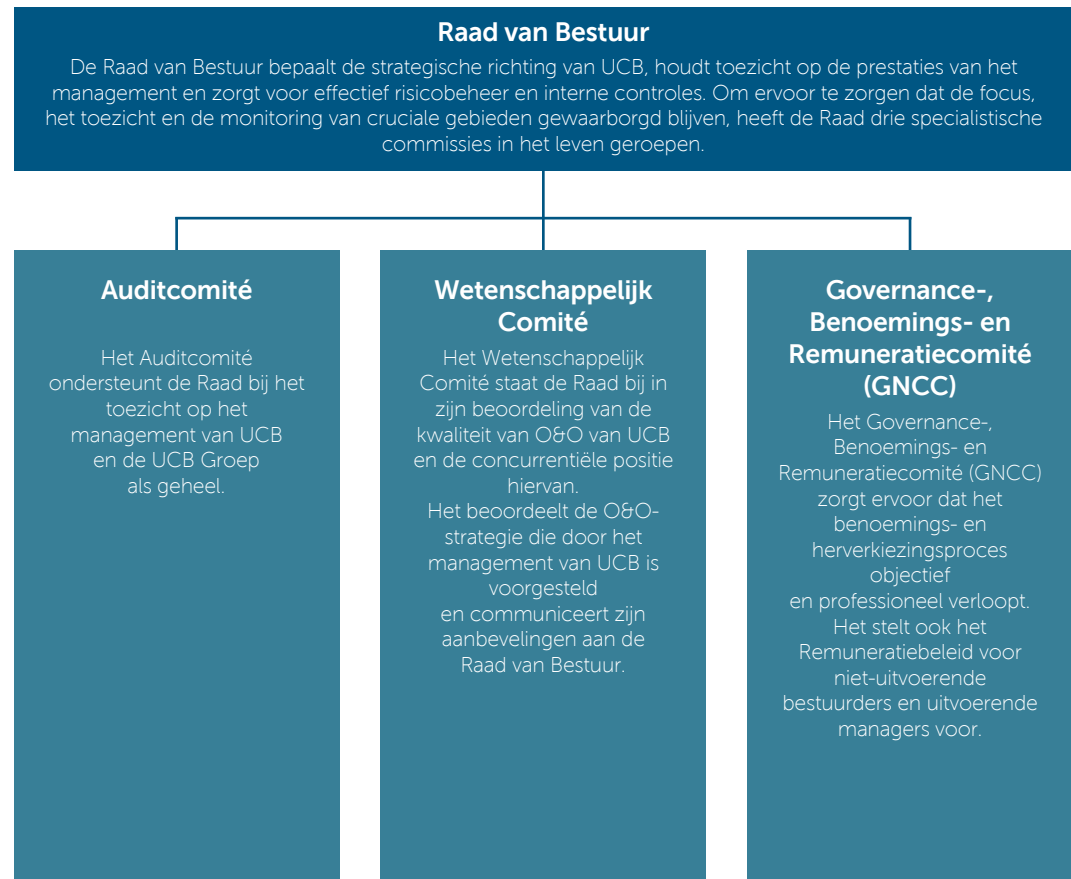 Raad van Bestuur
De Raad van Bestuur bepaalt de strategische richting van UCB, houdt toezicht op de prestaties van het
management en zorgt voor effectief risicobeheer en interne controles. Om ervoor te zorgen dat de focus,
het toezicht en de monitoring van cruciale gebieden gewaarborgd blijven, heeft de Raad drie specialistische
commissies in het leven geroepen.
Auditcomité
Het Auditcomité
ondersteunt de Raad bij het
toezicht op het
management van UCB
en de UCB Groep
als geheel.
Wetenschappelijk
Comité
Het Wetenschappelijk
Comité staat de Raad bij in
zijn beoordeling van de
kwaliteit van O&O van UCB
en de concurrentiële positie
hiervan.
Het beoordeelt de O&O-
strategie die door het
management van UCB is
voorgesteld
en communiceert zijn
aanbevelingen aan de
Raad van Bestuur.
Governance-,
Benoemings- en
Remuneratiecomité
(GNCC)
Het Governance-,
Benoemings- en
Remuneratiecomité (GNCC)
zorgt ervoor dat het
benoemings- en
herverkiezingsproces
objectief
en professioneel verloopt.
Het stelt ook het
Remuneratiebeleid voor
niet-uitvoerende
bestuurders en uitvoerende
managers voor.